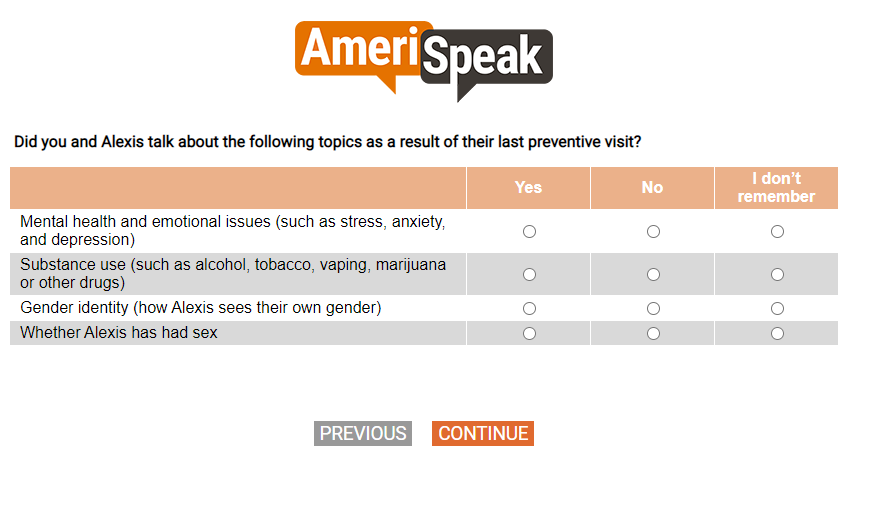 AmeriSpeak
Did you and Alexis talk about the following topics as a result of their last preventive visit?
Yes
No
I don’t
remember
Mental health and emotional issues (such as stress, anxiety,
and depression)
Substance use (such as alcohol, tobacco, vaping, marijuana
or other drugs)
Gender identity (how Alexis sees their own gender)
Whether Alexis has had sex
PREVIOUS
CONTINUE